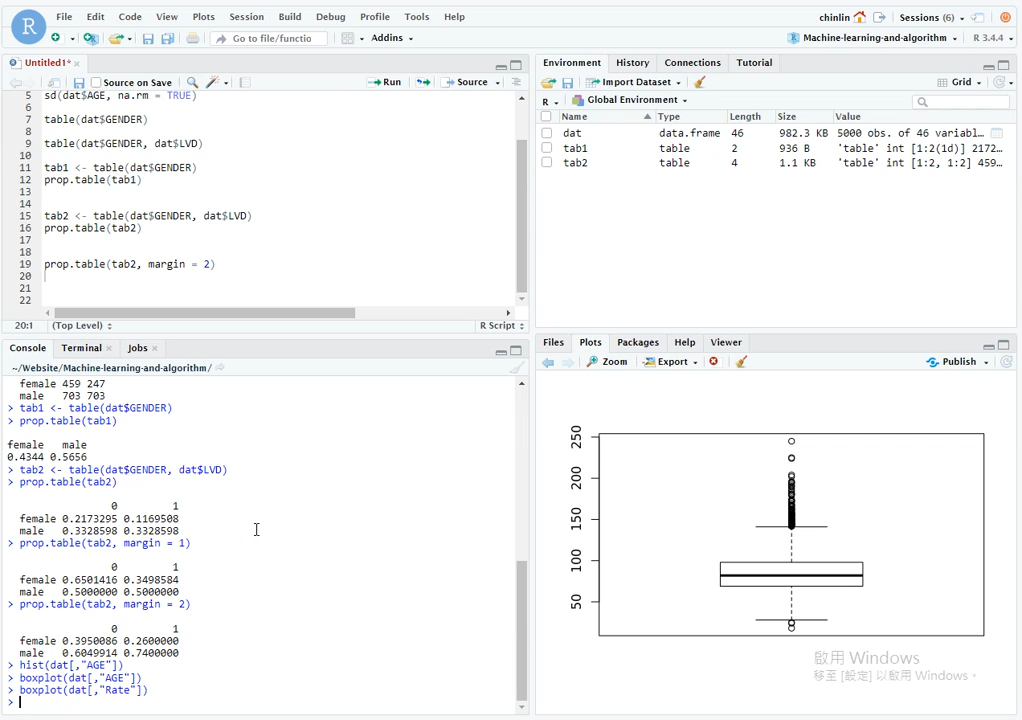 File Edit Code View Plots Session Build Debug Profile Tools Help
chinlin Sessions (6)
Go to file/functio Addins
Machine-learning-and-algorithm R 3.4.4
Untitled1*
Source on Save Run Source
5 sd(dat$AGE, na.rm = TRUE)
6
7 table(dat$GENDER)
8
9 table(dat$GENDER, dat$LVD)
10
11 tab1 <- table(dat$GENDER)
12 prop.table(tab1)
13
14
15 tab2 <- table(dat$GENDER, dat$LVD)
16 prop.table(tab2)
17
18
19 prop.table(tab2, margin = 2)
20
21
22
20:1 (Top Level) R Script
Console Terminal Jobs
~/Website/Machine-learning-and-algorithm/
female 459 247
male 703 703
> tab1 <- table(dat$GENDER)
> prop.table(tab1)
female male
0.4344 0.5656
> tab2 <- table(dat$GENDER, dat$LVD)
> prop.table(tab2)
0 1
female 0.2173295 0.1169508
male 0.3328598 0.3328598
> prop.table(tab2, margin = 1)
0 1
female 0.6501416 0.3498584
male 0.5000000 0.5000000
> prop.table(tab2, margin = 2)
0 1
female 0.3950086 0.2600000
male 0.6049914 0.7400000
> hist(dat[,"AGE"])
> boxplot(dat[,"AGE"])
> boxplot(dat[,"Rate"])
>
Environment History Connections Tutorial
Import Dataset Grid
R Global Environment
Name Type Length Size Value
dat data.frame 46 982.3 KB 5000 obs. of 46 variabl…
tab1 table 2 936 B 'table' int [1:2(1d)] 2172…
tab2 table 4 1.1 KB 'table' int [1:2, 1:2] 459…
Files Plots Packages Help Viewer
Zoom Export Publish
250
200
150
100
50
啟用 Windows
移至 [設定] 以啟用 Windows。